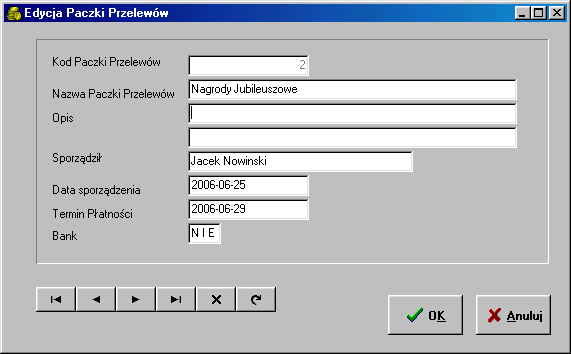 Edycja Paczki Przelewów
Kod Paczki Przelewów 2
Nazwa Paczki Przelewów Nagrody Jubileuszowe
Opis
Sporządził Jacek Nowinski
Data sporządzenia 2006-06-25
Termin Płatności 2006-06-29
Bank N I E
OK Anuluj